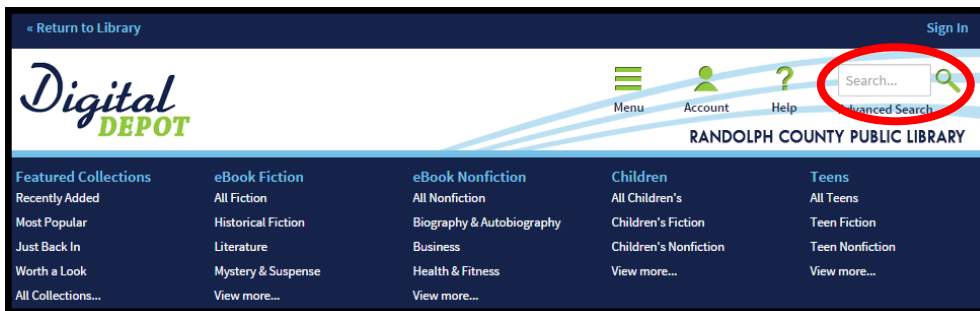 « Return to Library
Sign In
Digital
DEPOT
Search...
Menu
Account
Help
Advanced Search
RANDOLPH COUNTY PUBLIC LIBRARY
Featured Collections
Recently Added
Most Popular
Just Back In
Worth a Look
All Collections...
eBook Fiction
All Fiction
Historical Fiction
Literature
Mystery & Suspense
View more...
eBook Nonfiction
All Nonfiction
Biography & Autobiography
Business
Health & Fitness
View more...
Children
All Children's
Children's Fiction
Children's Nonfiction
View more...
Teens
All Teens
Teen Fiction
Teen Nonfiction
View more...